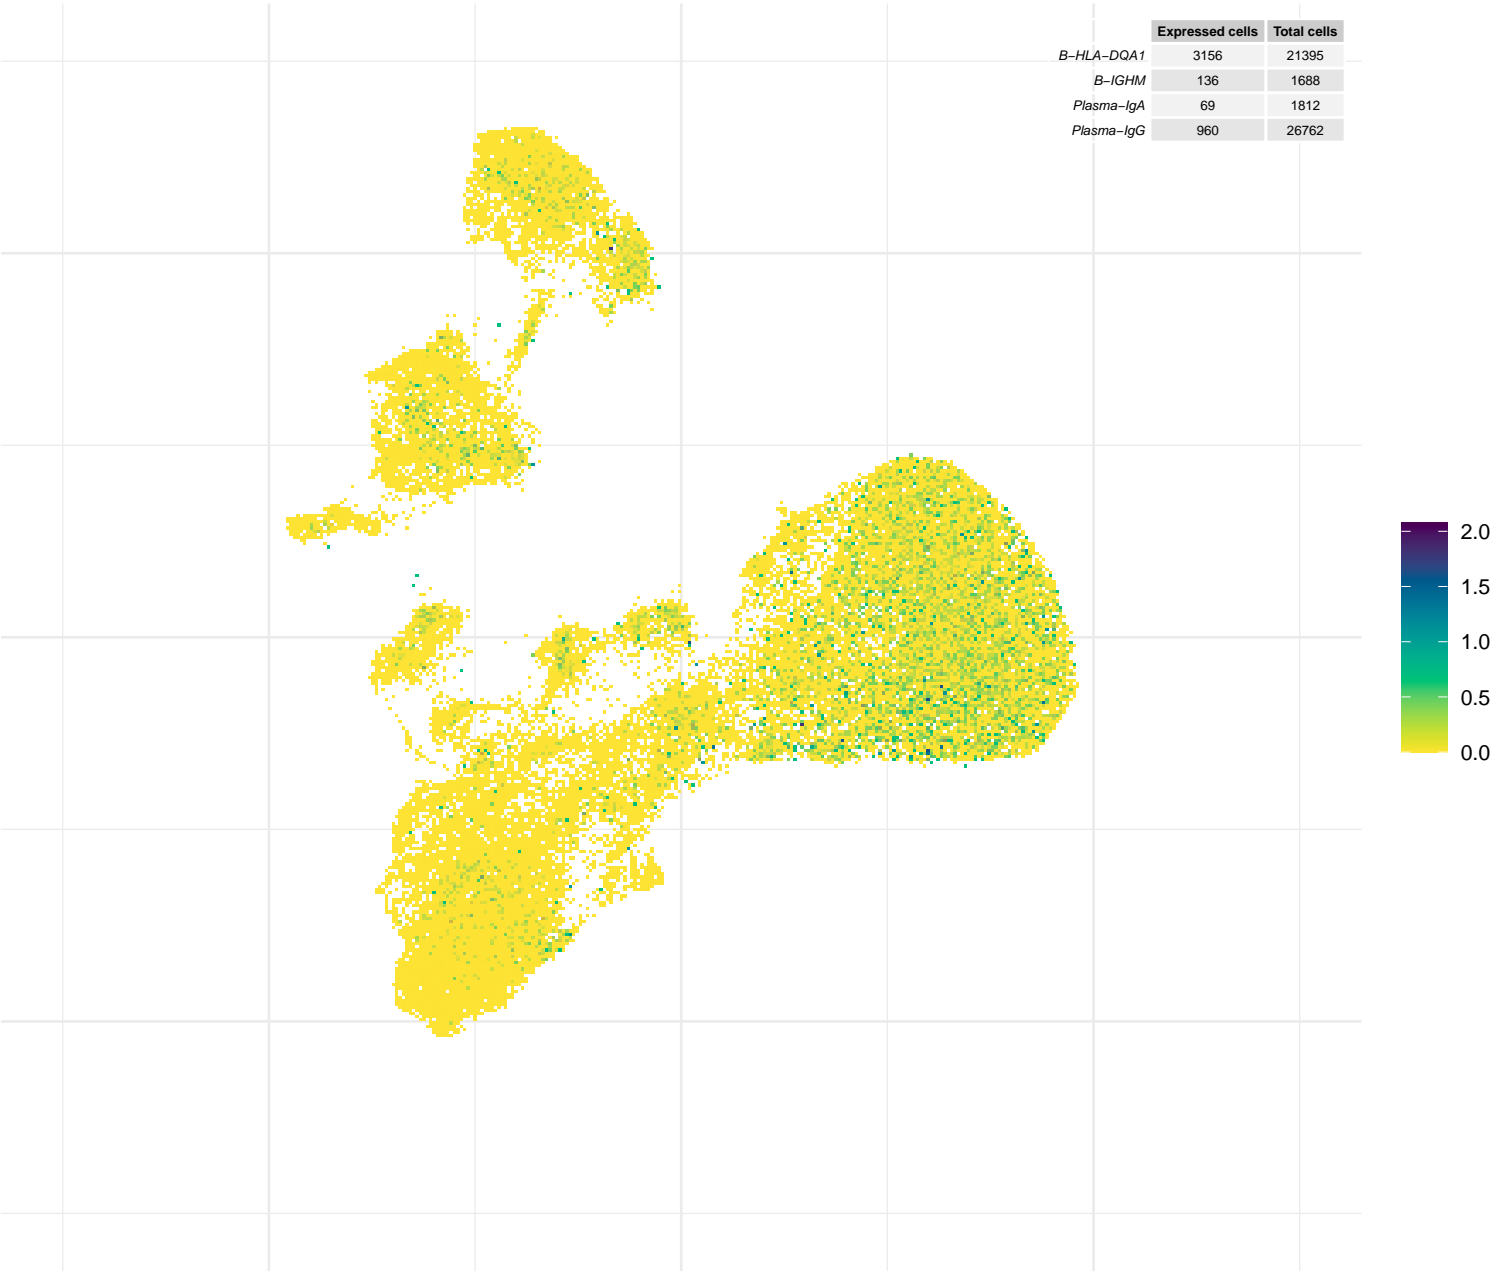 Expressed cells Total cells
B−HLA−DQA1 3156 21395
B−IGHM 136 1688
Plasma−IgA 69 1812
Plasma−IgG 960 26762
2.0
1.5
1.0
0.5
0.0